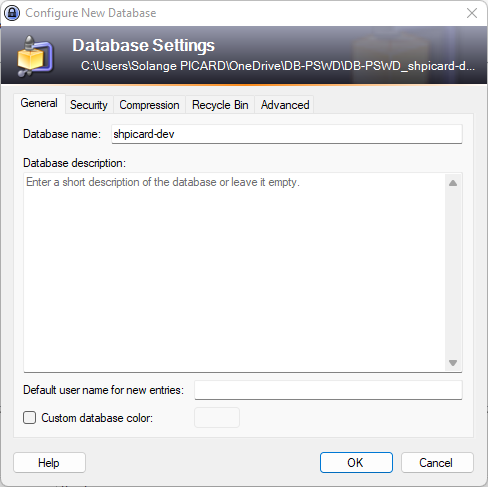 Configure New Database
Database Settings
C:\Users\Solange PICARD\OneDrive\DB-PSWD\DB-PSWD_shpicard-d...
General Security Compression Recycle Bin Advanced
Database name: shpicard-dev
Database description:
Enter a short description of the database or leave it empty.
Default user name for new entries:
Custom database color:
Help OK Cancel